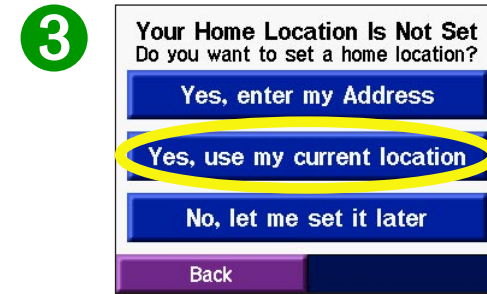 3
Your Home Location Is Not Set
Do you want to set a home location?
Yes, enter my Address
Yes, use my current location
No, let me set it later
Back